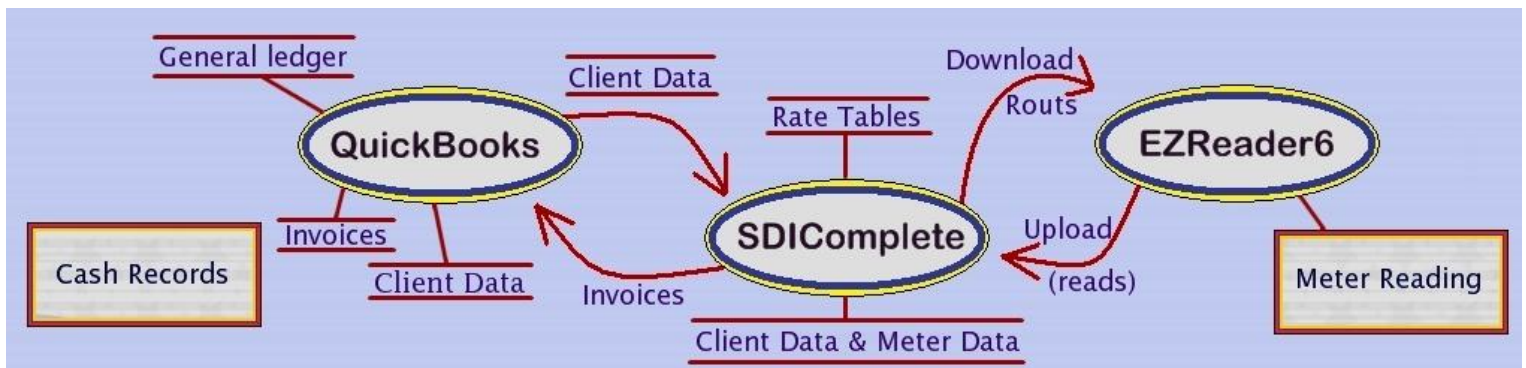 General ledger
QuickBooks
Invoices
Client Data
Cash Records
Client Data
Invoices
Rate Tables
SDIComplete
Client Data & Meter Data
Download
Routs
EZReader6
Upload
(reads)
Meter Reading